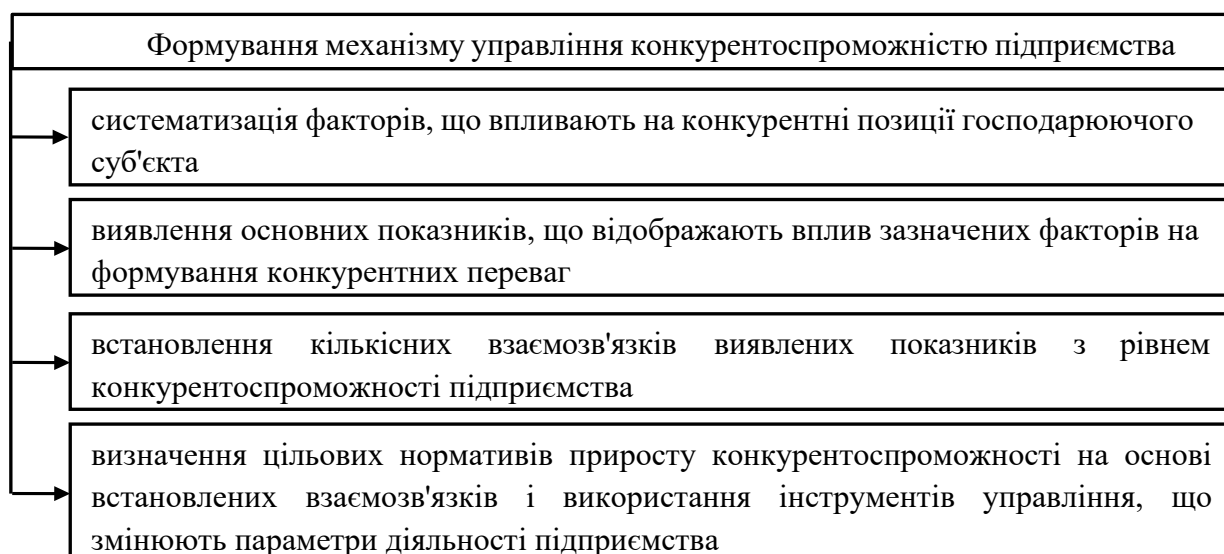 Формування механізму управління конкурентоспроможністю підприємства
систематизація факторів, що впливають на конкурентні позиції господарюючого
суб'єкта
виявлення основних показників, що відображають вплив зазначених факторів на
формування конкурентних переваг
встановлення кількісних взаємозв'язків виявлених показників з рівнем
конкурентоспроможності підприємства
визначення цільових нормативів приросту конкурентоспроможності на основі
встановлених взаємозв'язків і використання інструментів управління, що
змінюють параметри діяльності підприємства